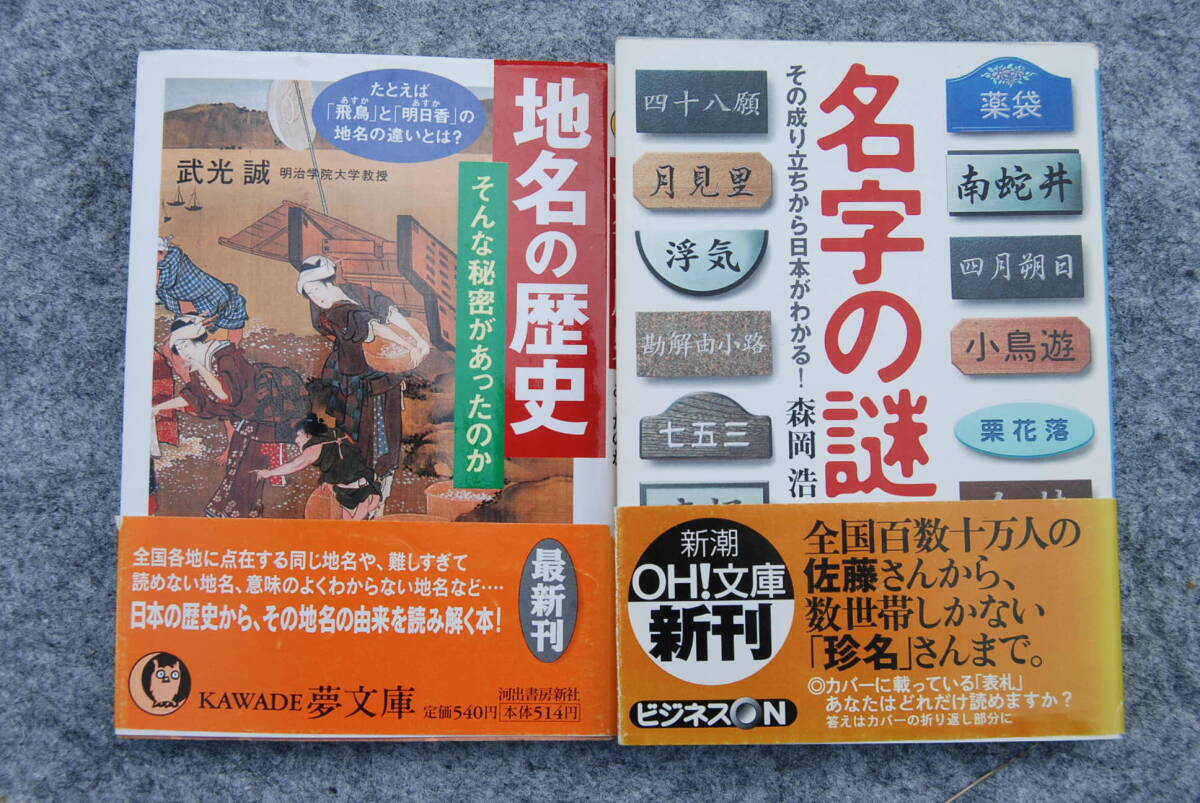 たとえば
「飛鳥」と「明日香」の
あすか
あすか
地名の違いとは?
地名の歴史
そんな秘密があったのか
武光 誠 明治学院大学教授
全国各地に点在する同じ地名や、難しすぎて
読めない地名、意味のよくわからない地名など‥‥
日本の歴史から、その地名の由来を読み解く本!
最新刊
KAWADE 夢文庫
河出書房新社
定価540円 本体514円
名字の謎
その成り立ちから日本がわかる!
森岡 浩
四十八願
月見里
浮気
勘解由小路
七五三
薬袋
南蛇井
四月朔日
小鳥遊
栗花落
新潮
OH!文庫
新刊
ビジネスON
全国百数十万人の
佐藤さんから、
数世帯しかない
「珍名」さんまで。
◎カバーに載っている「表札」
あなたはどれだけ読めますか?
答えはカバーの折り返し部分に